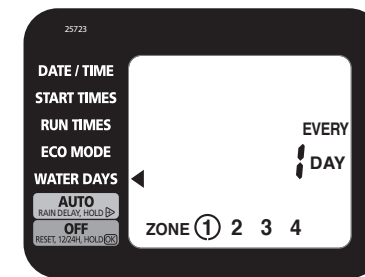 25723
DATE / TIME
START TIMES
RUN TIMES
ECO MODE
WATER DAYS
AUTO
RAIN DELAY, HOLD
OFF
RESET, 12/24H, HOLD OK
EVERY
1 DAY
ZONE 1 2 3 4